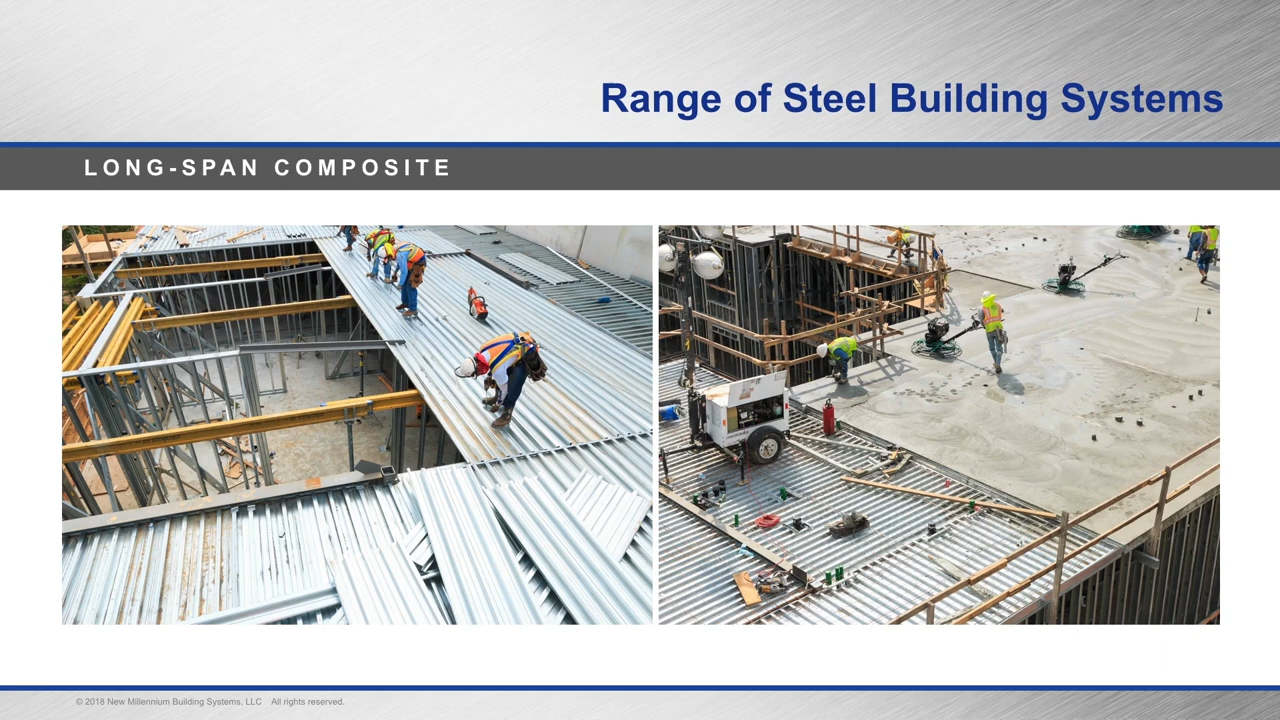 Range of Steel Building Systems
LONG-SPAN COMPOSITE
© 2018 New Millennium Building Systems, LLC All rights reserved.